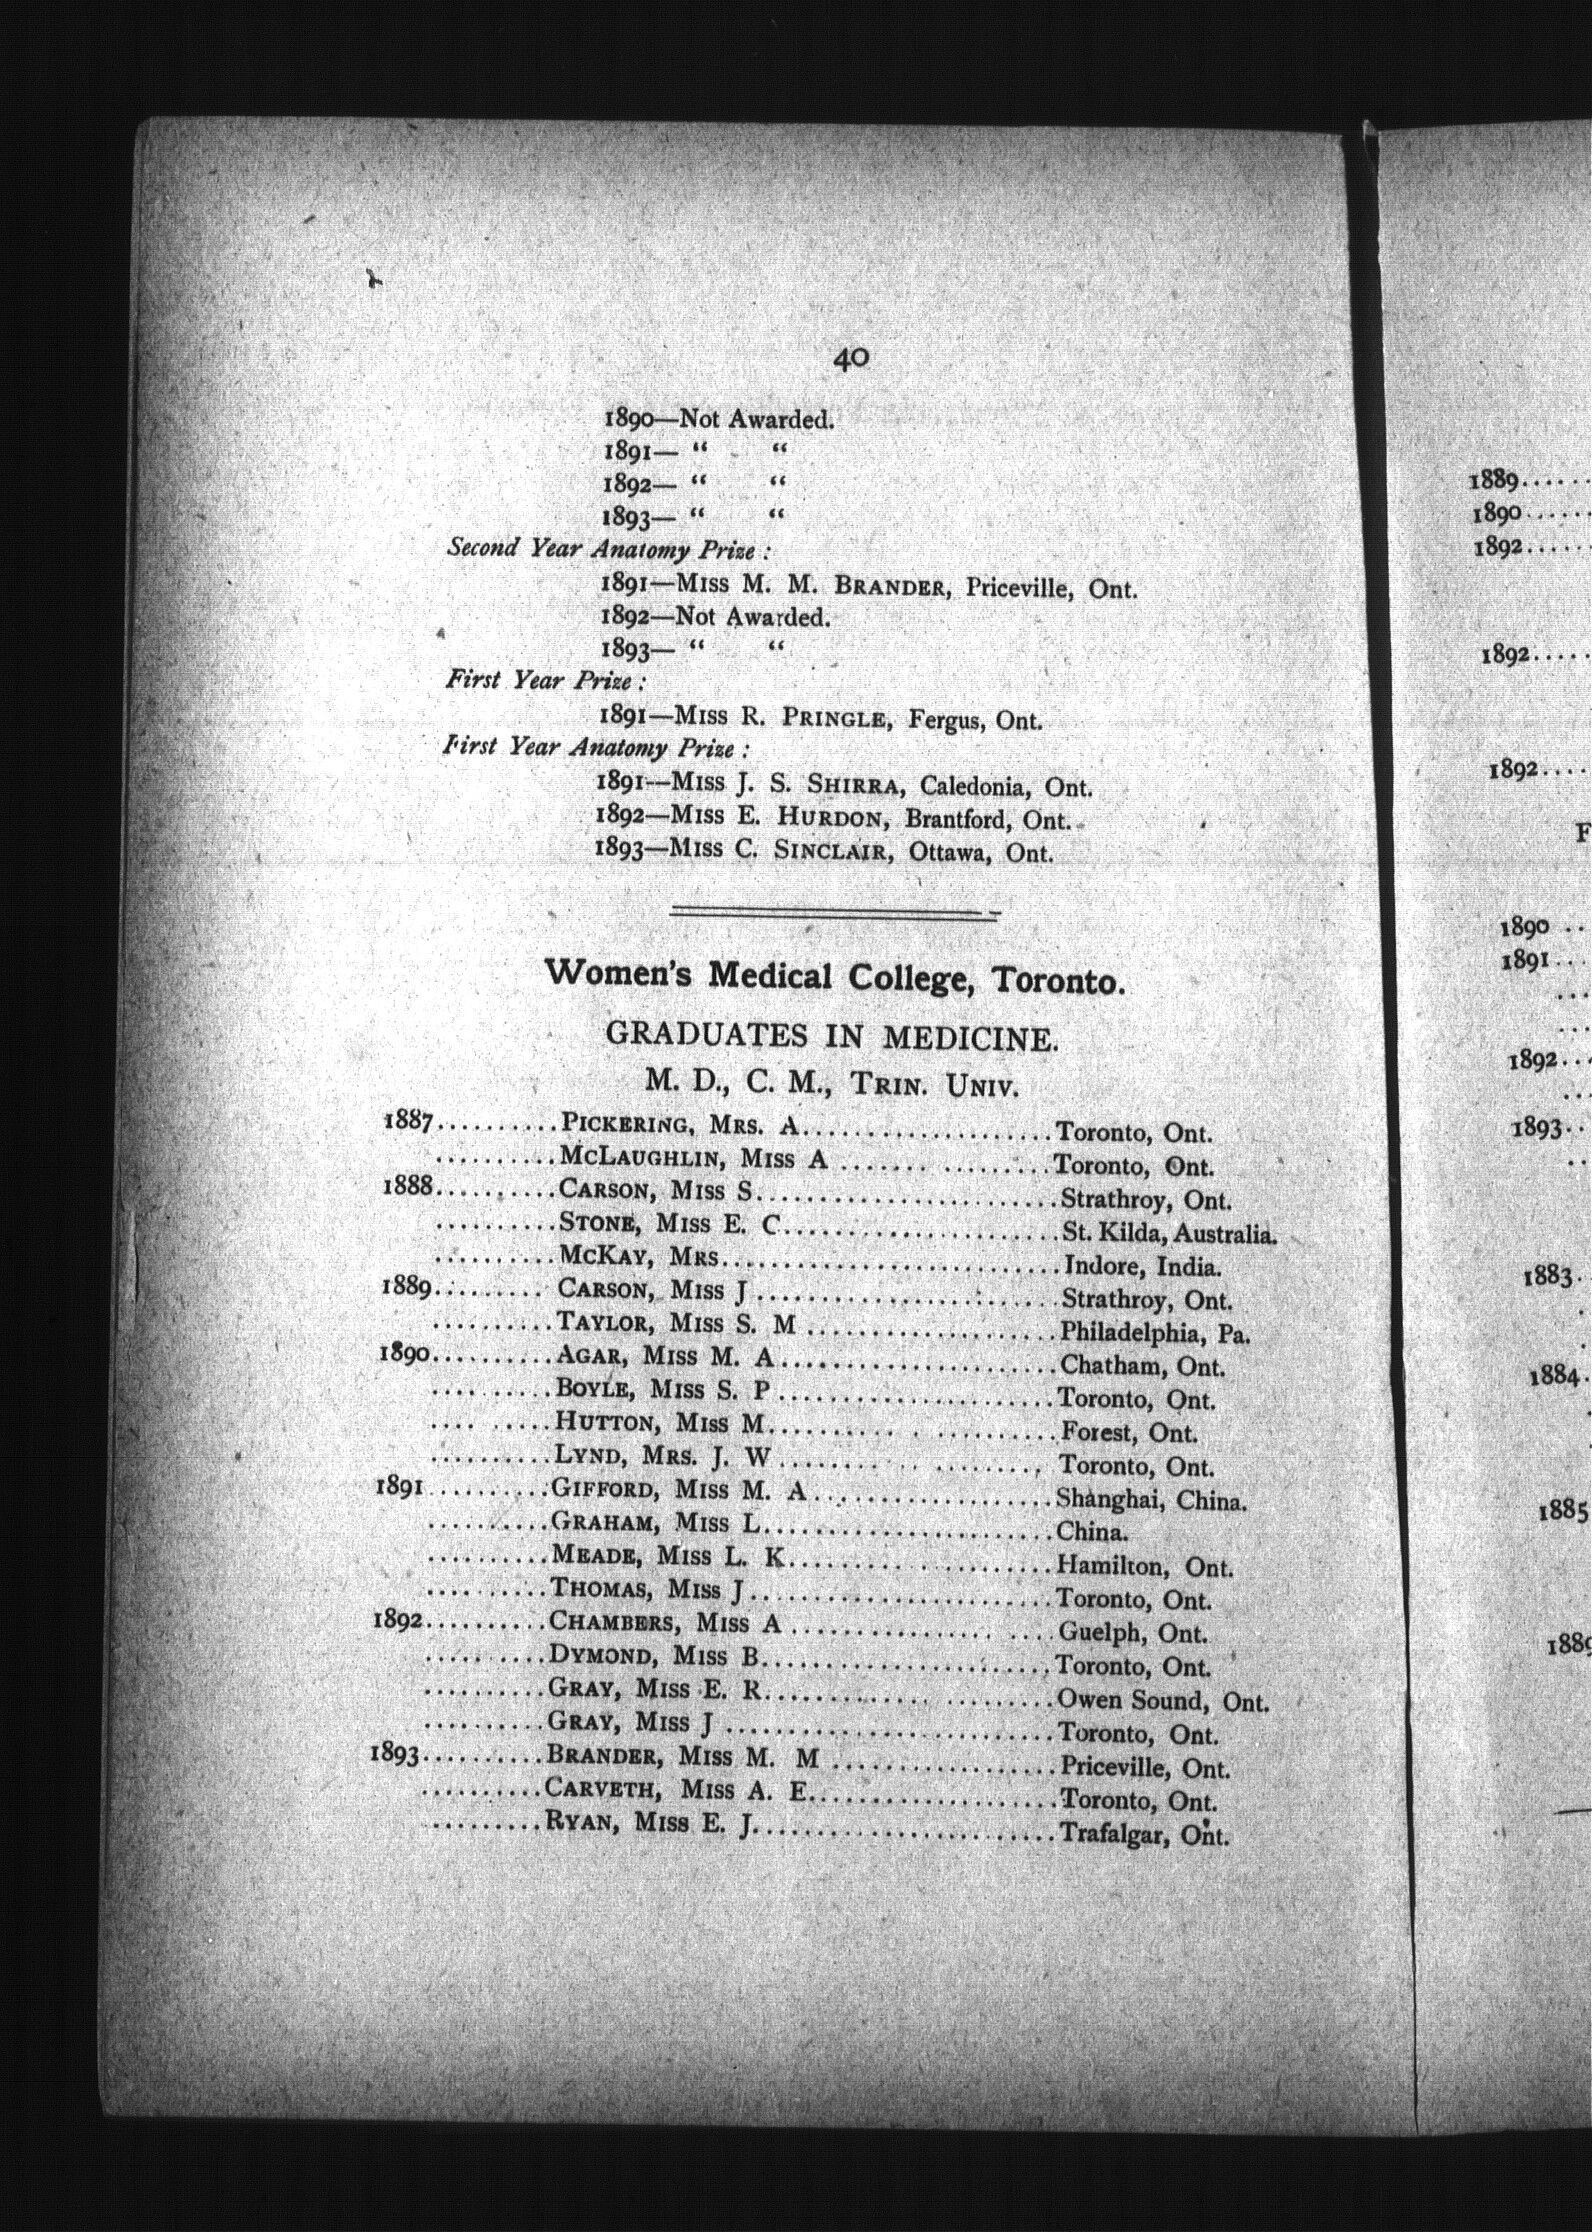 40
1890—Not Awarded.
1891— “ “
1892— “ “
1893— “ “
Second Year Anatomy Prize :
1891—Miss M. M. Brander, Priceville, Ont.
1892—Not Awarded.
1893— “ “
First Year Prize :
1891—Miss R. Pringle, Fergus, Ont.
First Year Anatomy Prize :
1891—Miss J. S. Shirra, Caledonia, Ont.
1892—Miss E. Hurdon, Brantford, Ont.
1893—Miss C. Sinclair, Ottawa, Ont.
Women's Medical College, Toronto.
GRADUATES IN MEDICINE.
M. D., C. M., Trin. Univ.
1887..........Pickering, Mrs. A....................Toronto, Ont.
..........McLaughlin, Miss A ....... .........Toronto, Ont.
1888..........Carson, Miss S........................Strathroy, Ont.
..........Stone, Miss E. C......................St. Kilda, Australia.
..........McKay, Mrs...........................Indore, India.
1889......... Carson, Miss J ........................Strathroy, Ont.
..........Taylor, Miss S. M ....................Philadelphia, Pa.
1890..........Agar, Miss M. A......................Chatham, Ont.
..........Boyle, Miss S. P ......................Toronto, Ont.
.... .....Hutton, Miss M.......... . ..........Forest, Ont.
..........Lynd, Mrs. J. W ........... ......... Toronto, Ont.
1891 ..........Gifford, Miss M. A...................Shanghai, China.
..........Graham, Miss L.......................China.
..........Meade, Miss L. K.....................Hamilton, Ont.
..........Thomas, Miss J ........................Toronto, Ont.
1892..........Chambers, Miss A ................ ....Guelph, Ont.
..........Dymond, Miss B.......................Toronto, Ont.
..........Gray, Miss E. R............. .........Owen Sound, Ont.
..........Gray, Miss J ..........................Toronto, Ont.
1893..........Brander, Miss M. M ..................Priceville, Ont.
..........Carveth, Miss A. E....................Toronto, Ont.
.........Ryan, Miss E. J........................Trafalgar, Ont.
1889......
1890......
1892......
1892.....
1892....
F
1890 ..
1891...
1892...
1893..
1883.
1884.
1885